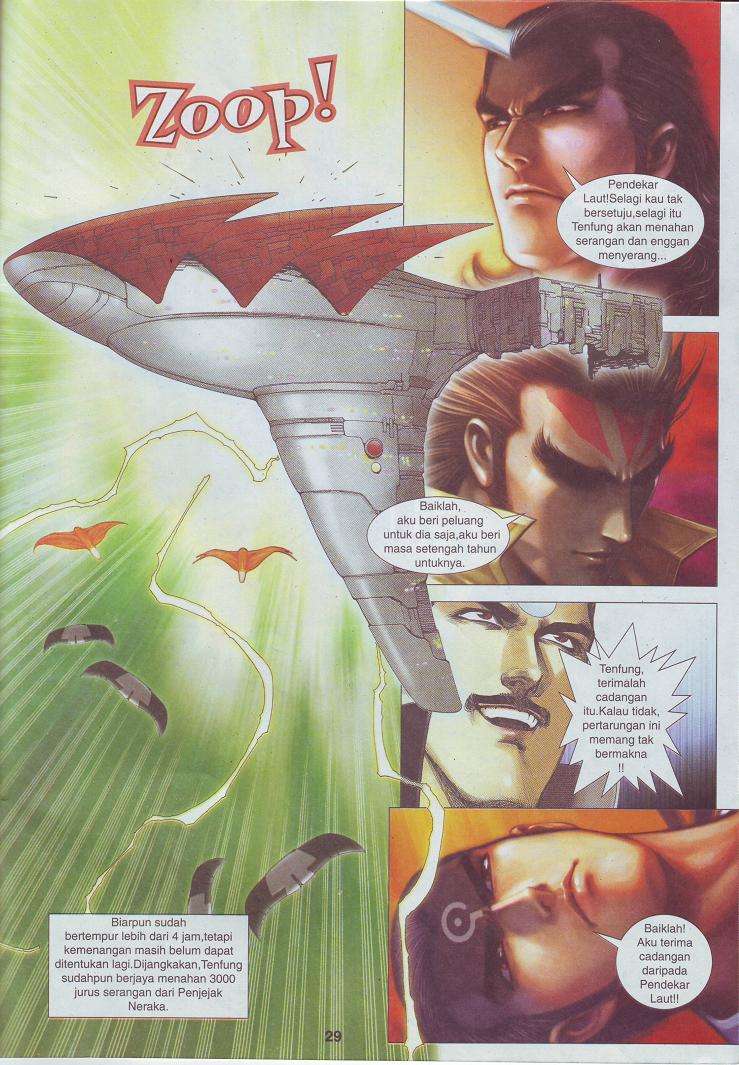 Zoop!
Pendekar
Laut!Selagi kau tak
bersetuju,selagi itu
Tenfung akan menahan
serangan dan enggan
menyerang...
Baiklah,
aku beri peluang
untuk dia saja,aku beri
masa setengah tahun
untuknya.
Tenfung,
terimalah
cadangan
itu.Kalau tidak,
pertarungan ini
memang tak
bermakna
!!
Baiklah!
Aku terima
cadangan
daripada
Pendekar
Laut!!
Biarpun sudah
bertempur lebih dari 4 jam,tetapi
kemenangan masih belum dapat
ditentukan lagi.Dijangkakan,Tenfung
sudahpun berjaya menahan 3000
jurus serangan dari Penjejak
Neraka.
29